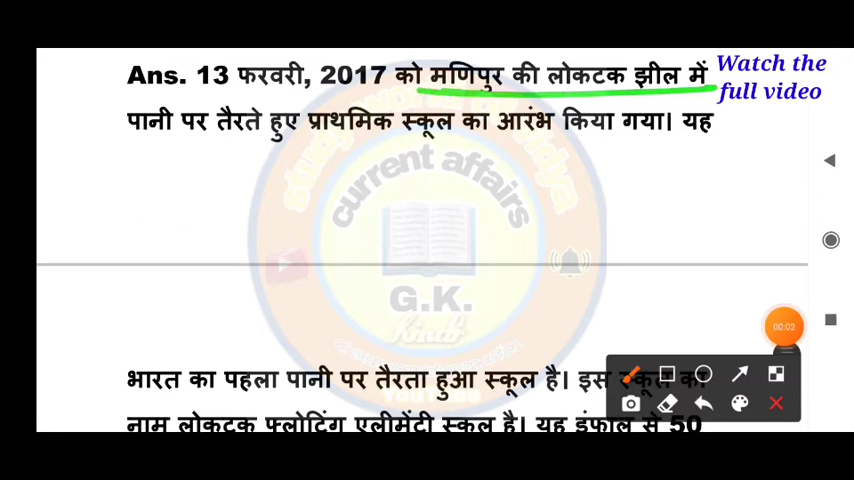 Ans. 13 फरवरी, 2017 को मणिपुर की लोकटक झील में
Watch the
full video
पानी पर तैरते हुए प्राथमिक स्कूल का आरंभ किया गया। यह
current affairs
G.K.
00:02
भारत का पहला पानी पर तैरता हुआ स्कूल है। इस स्कूल का
नाम लोकटक फ्लोटिंग एलीमेंट्री स्कूल है। यह इंफाल से 50